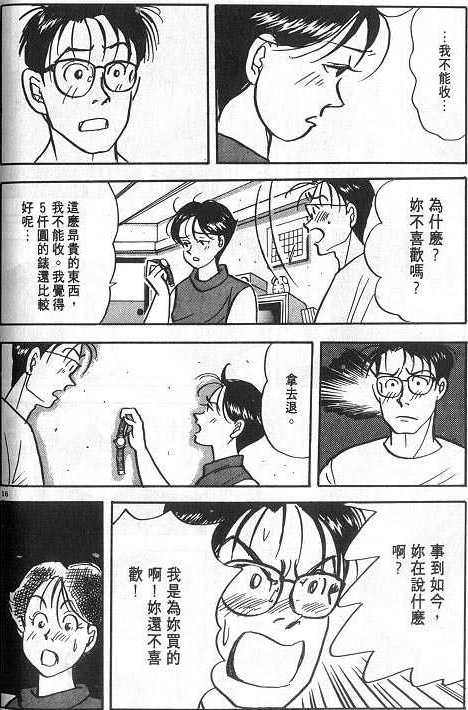 …我不能收…
為什麽？
妳不喜歡嗎？
這麽昂貴的東西，
我不能收。我覺得
5仟圓的錶還比較
好呢…
拿去退。
16
事到如今，
妳在說什麽
啊？
我是為妳買的
啊！妳還不喜
歡！